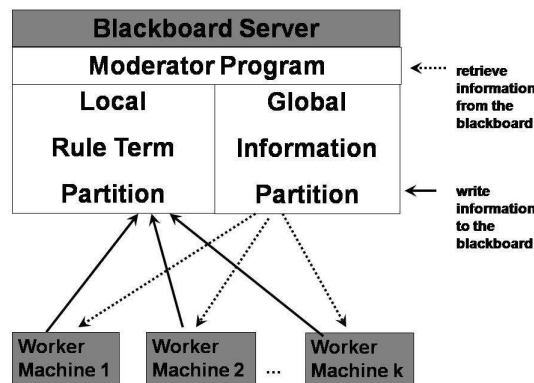 Blackboard Server
Moderator Program
Local
Rule Term
Partition
Global
Information
Partition
retrieve
information
from the
blackboard
write
information
to the
blackboard
Worker
Machine 1
Worker
Machine 2
...
Worker
Machine k